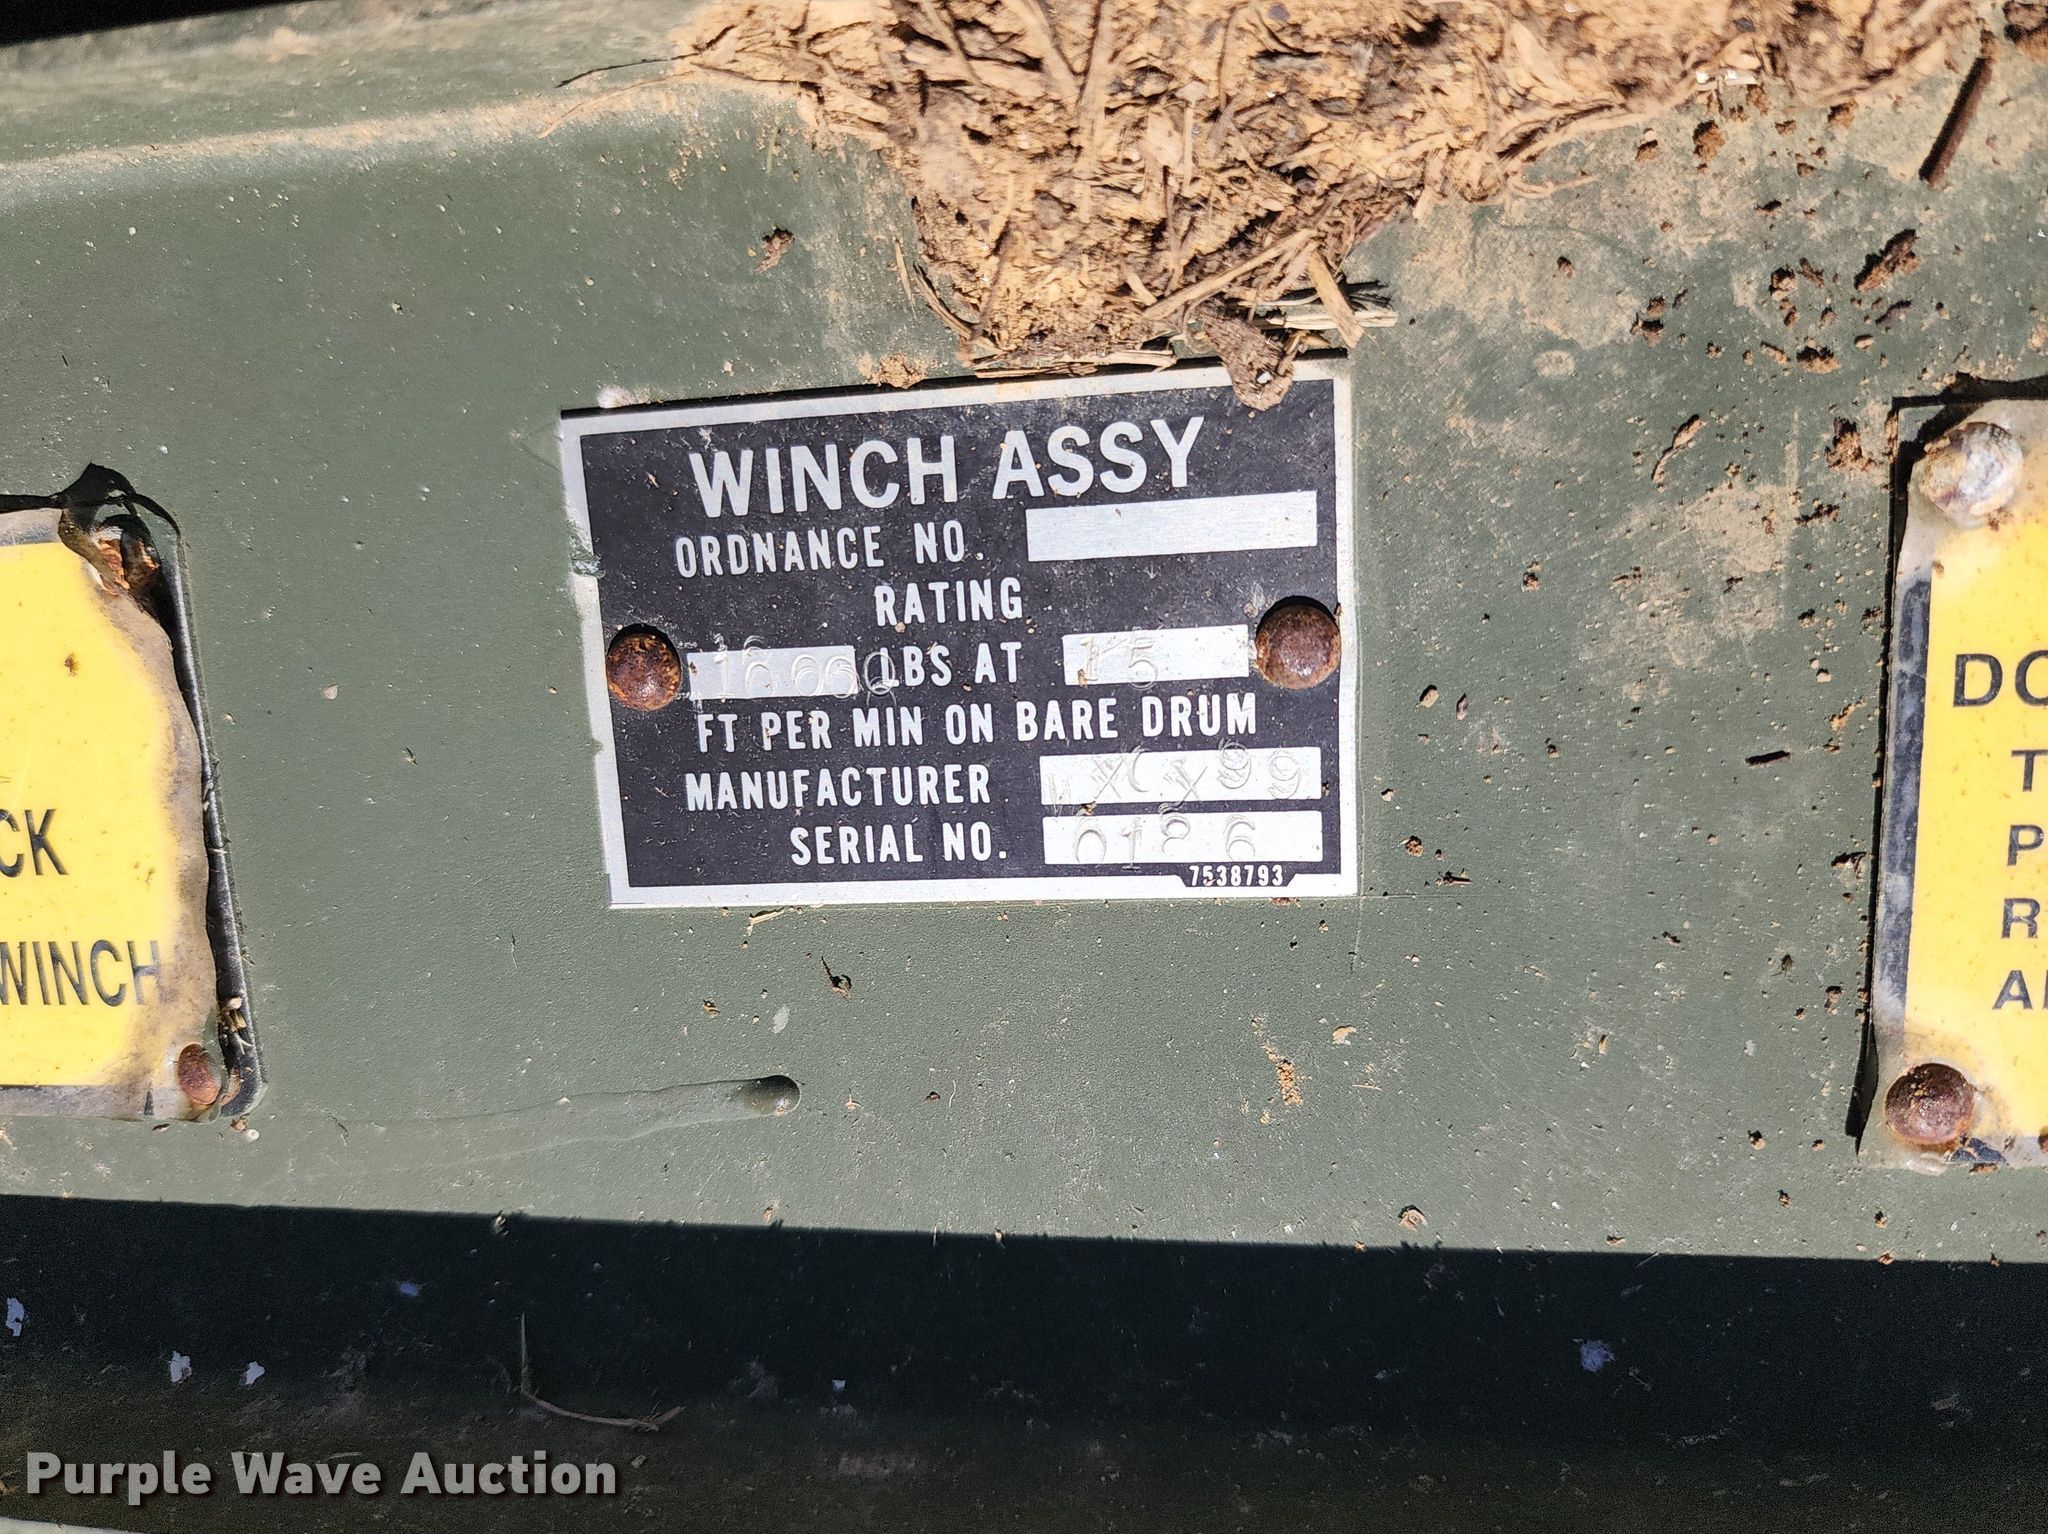 WINCH ASSY
ORDNANCE NO.
RATING
LBS AT 15
FT PER MIN ON BARE DRUM
MANUFACTURER
SERIAL NO.
7538793
CK
WINCH
DO
T
P
R
Purple Wave Auction